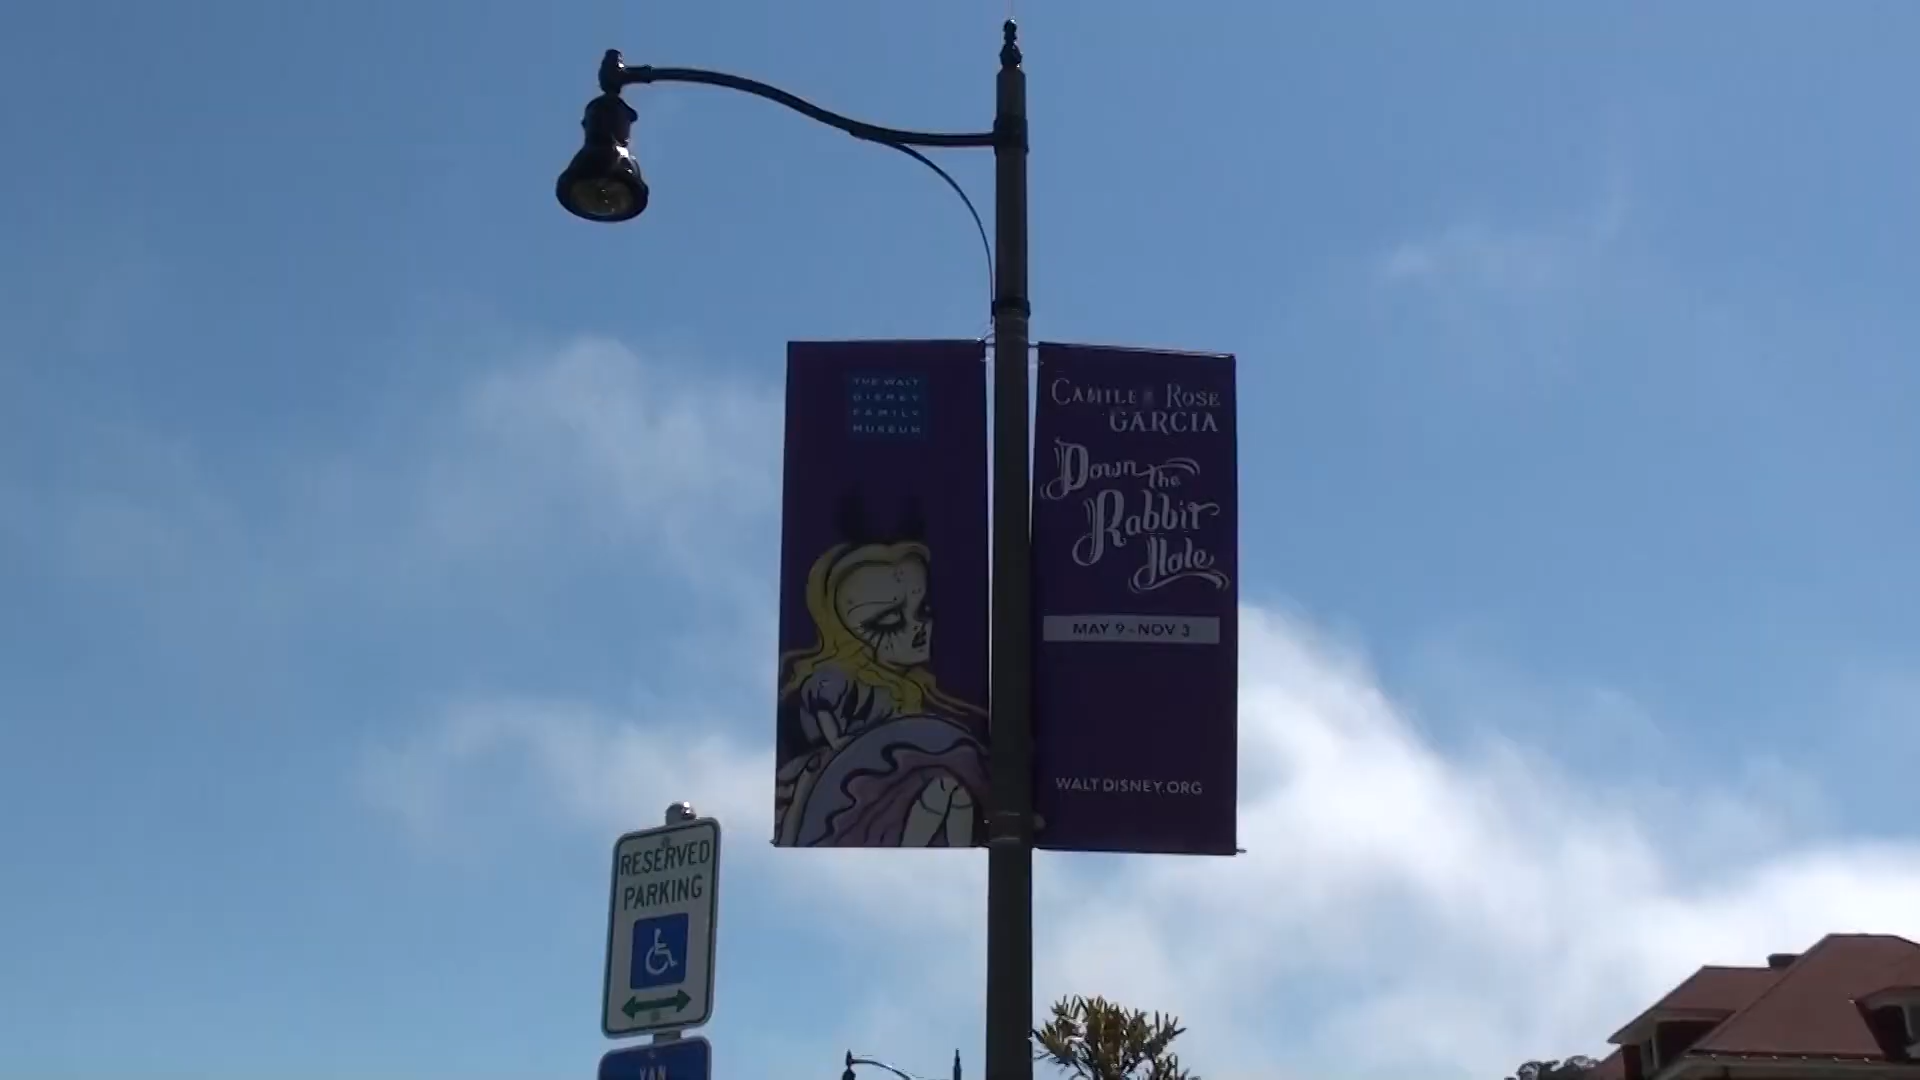 THE WALT
DISNEY
FAMILY
MUSEUM
CAMILLE ROSE
GARCIA
Down
The
Rabbit
Hole
MAY 9 - NOV 3
WALTDISNEY.ORG
RESERVED
PARKING
VAN